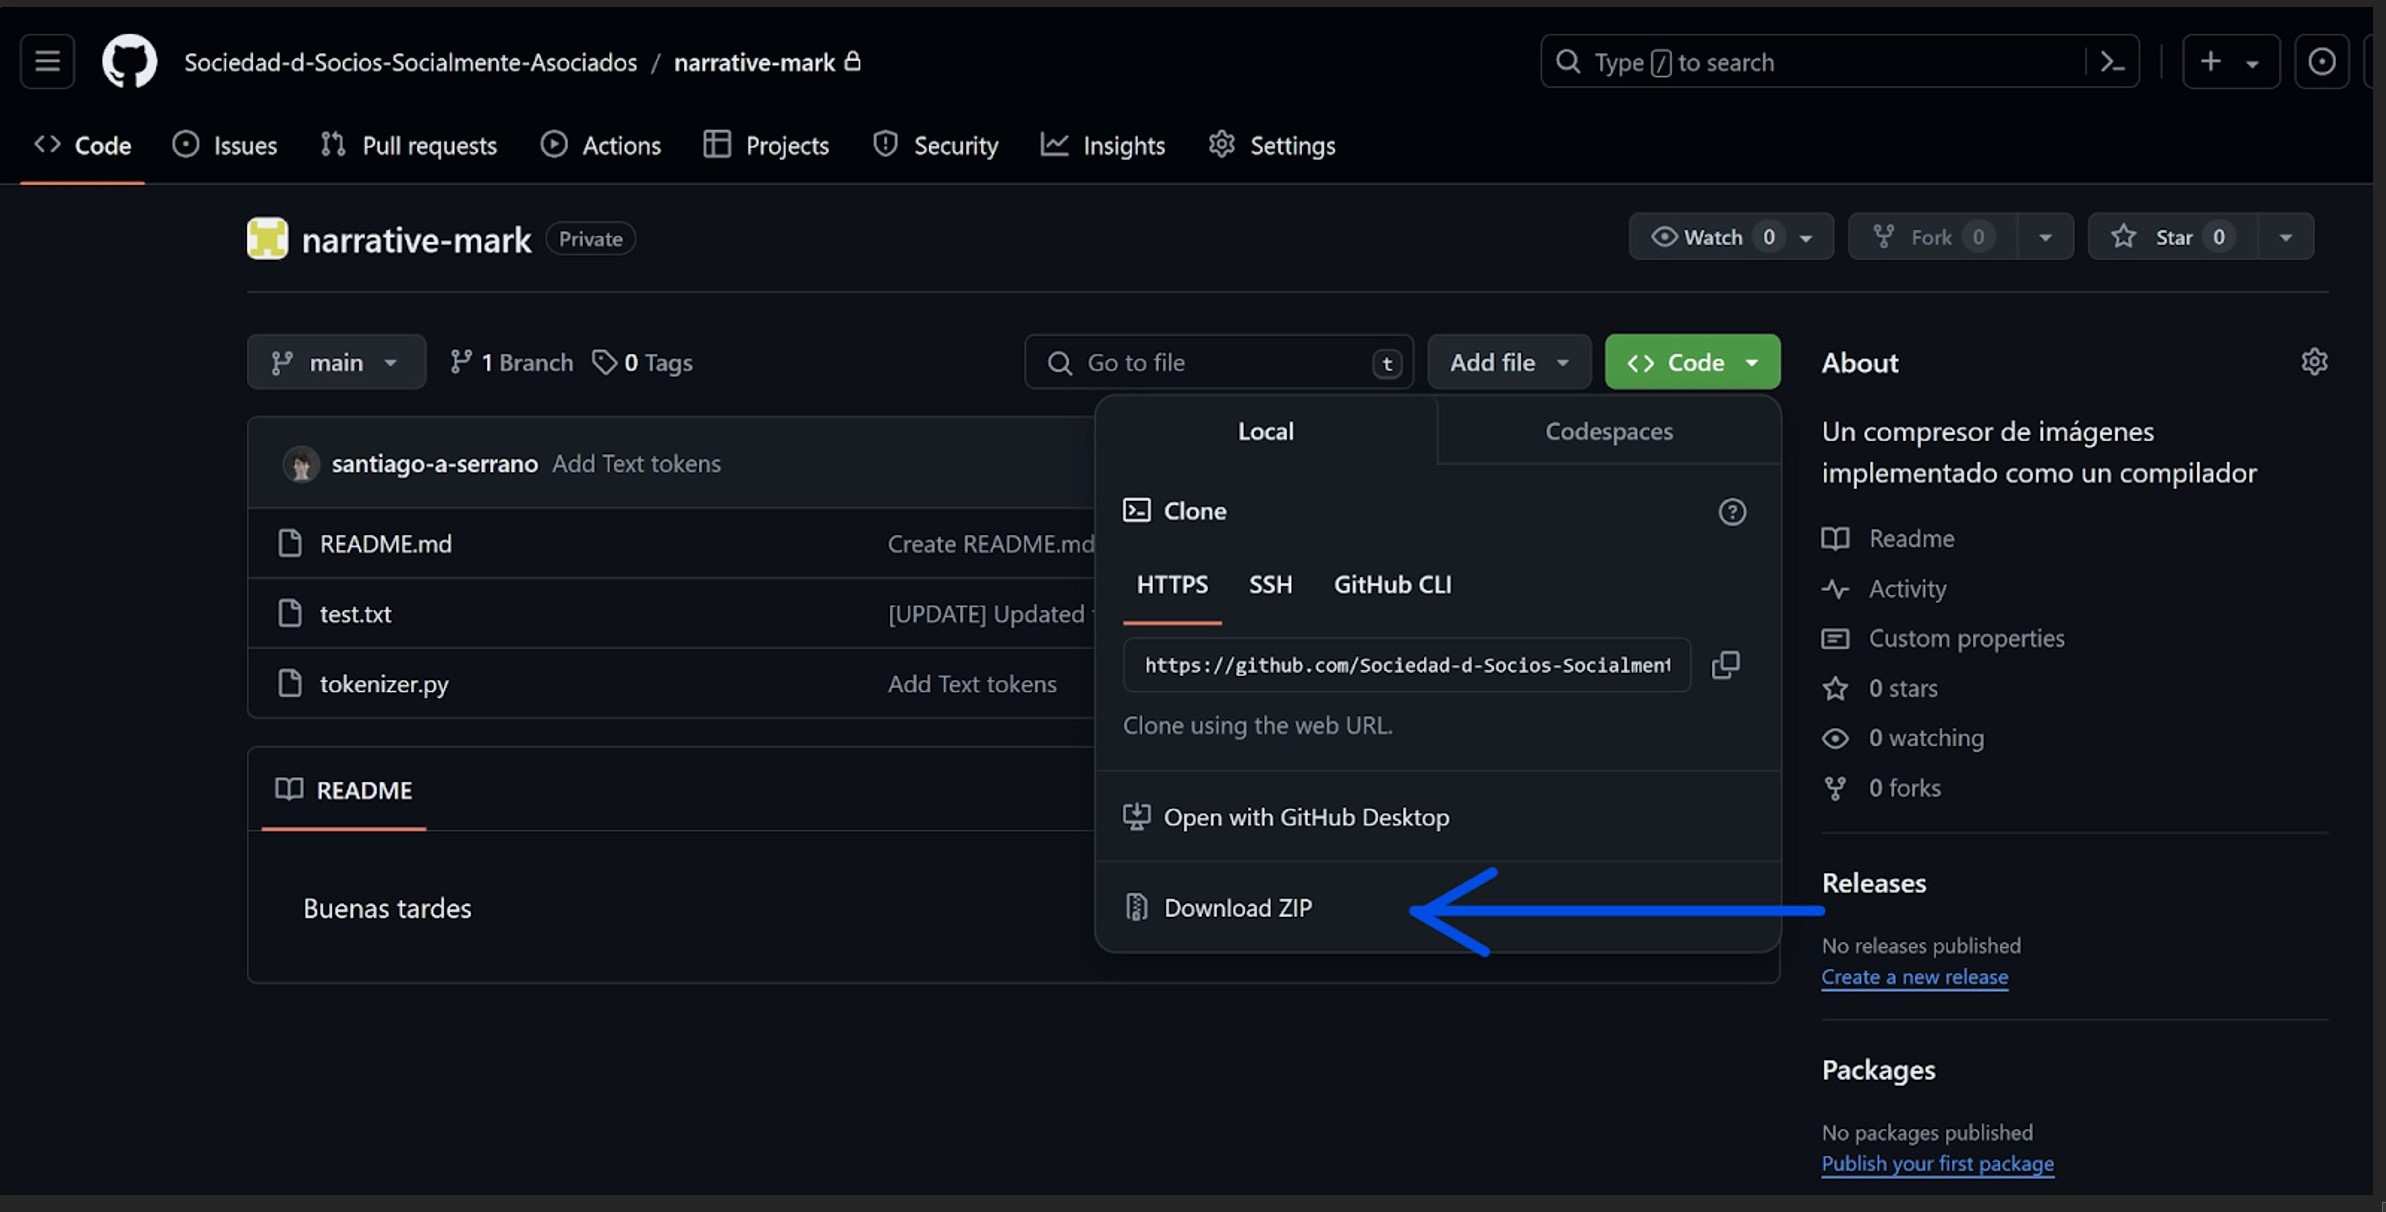 Sociedad-d-Socios-Socialmente-Asociados / narrative-mark
Type / to search
Code Issues Pull requests Actions Projects Security Insights Settings
narrative-mark Private
Watch 0 Fork 0 Star 0
main 1 Branch 0 Tags
Go to file t
Add file
Code
santiago-a-serrano Add Text tokens
README.md Create README.md
test.txt [UPDATE] Updated
tokenizer.py Add Text tokens
README
Buenas tardes
Local Codespaces
Clone
HTTPS SSH GitHub CLI
https://github.com/Sociedad-d-Socios-Socialment
Clone using the web URL.
Open with GitHub Desktop
Download ZIP
About
Un compresor de imágenes
implementado como un compilador
Readme
Activity
Custom properties
0 stars
0 watching
0 forks
Releases
No releases published
Create a new release
Packages
No packages published
Publish your first package